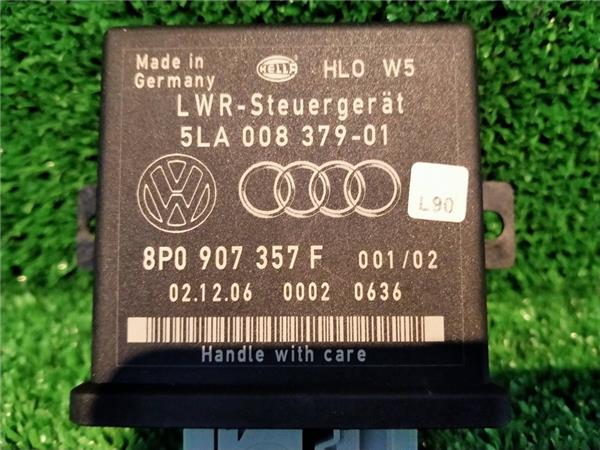 Made in
Germany
HELLA
HLO W5
LWR-Steuergerät
5LA 008 379-01
L90
8P0 907 357 F 001/02
02.12.06 0002 0636
Handle with care